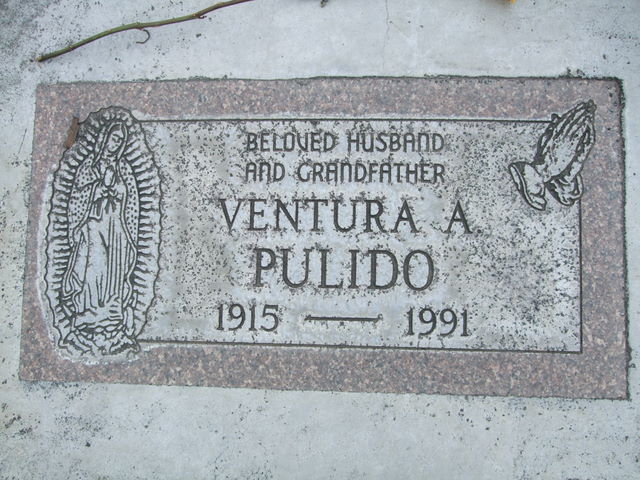 BELOVED HUSBAND
AND GRANDFATHER
VENTURA A
PULIDO
1915 — 1991